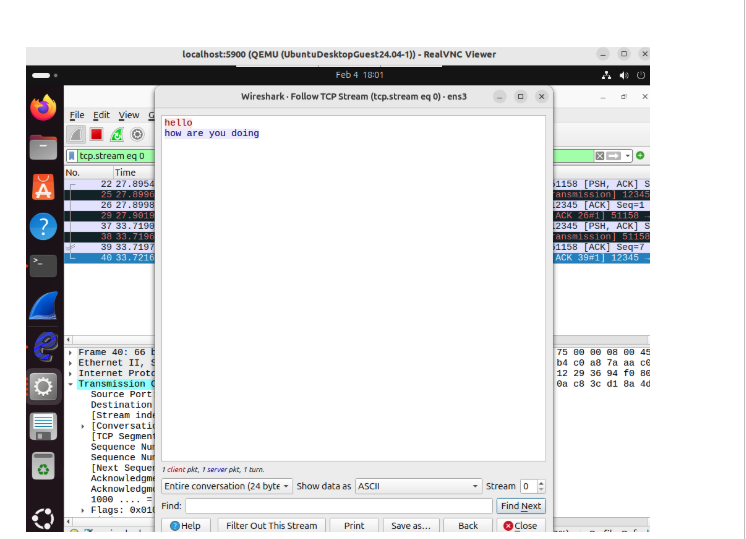 localhost:5900 (QEMU (UbuntuDesktopGuest24.04-1)) - RealVNC Viewer
Feb 4 18:01
Wireshark · Follow TCP Stream (tcp.stream eq 0) · ens3
File Edit View G
tcp.stream eq 0
No. Time
22 27.8954 51158 [PSH, ACK] S
25 27.8996 ansmission] 12345
26 27.8998 12345 [ACK] Seq=1
29 27.9019 ACK 26#1] 51158
37 33.7190 12345 [PSH, ACK] S
38 33.7196 ansmission] 51158
39 33.7197 51158 [ACK] Seq=7
40 33.7216 ACK 39#1] 12345
hello
how are you doing
Frame 40: 66 b 75 00 00 08 00 45
Ethernet II, S b4 c0 a8 7a aa c0
Internet Proto 12 29 36 94 f0 80
Transmission C 0a c8 3c d1 8a 4d
Source Port
Destination
[Stream inde
[Conversatio
[TCP Segment
Sequence Num
Sequence Num
[Next Sequen
Acknowledgme
Acknowledgme
1000 .... =
Flags: 0x010
1 client pkt, 1 server pkt, 1 turn.
Entire conversation (24 byte Show data as ASCII Stream 0
Find: Find Next
Help Filter Out This Stream Print Save as... Back Close